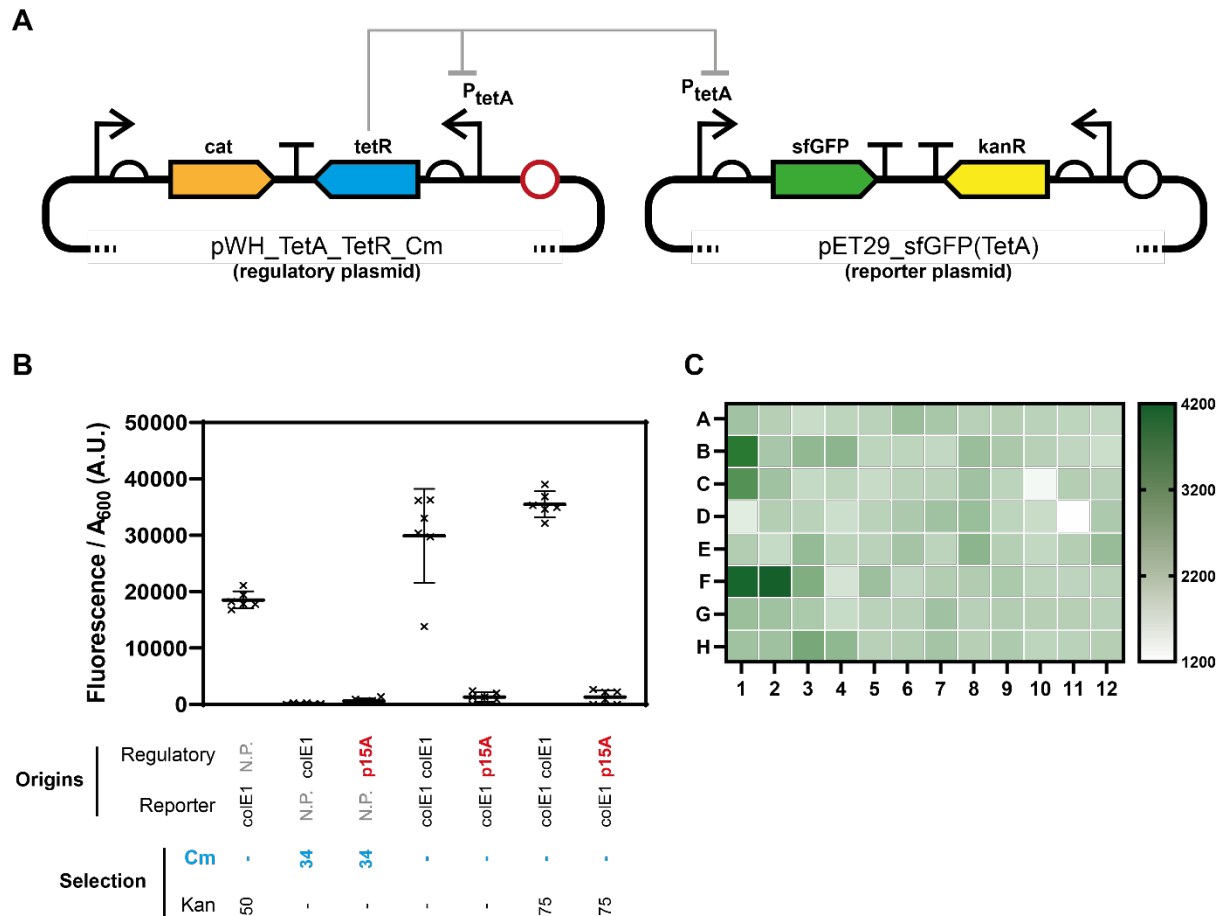 A
PtetA
PtetA
cat
tetR
sfGFP
kanR
pWH_TetA_TetR_Cm
(regulatory plasmid)
pET29_sfGFP(TetA)
(reporter plasmid)
B
Fluorescence / A600 (A.U.)
50000
40000
30000
20000
10000
0
Origins
Regulatory
N.P.
colE1
p15A
colE1
p15A
colE1
p15A
Reporter
colE1
N.P.
N.P.
colE1
colE1
colE1
colE1
Selection
Cm
-
34
34
-
-
-
-
Kan
50
-
-
-
-
75
75
C
A
B
C
D
E
F
G
H
1 2 3 4 5 6 7 8 9 10 11 12
4200
3200
2200
1200